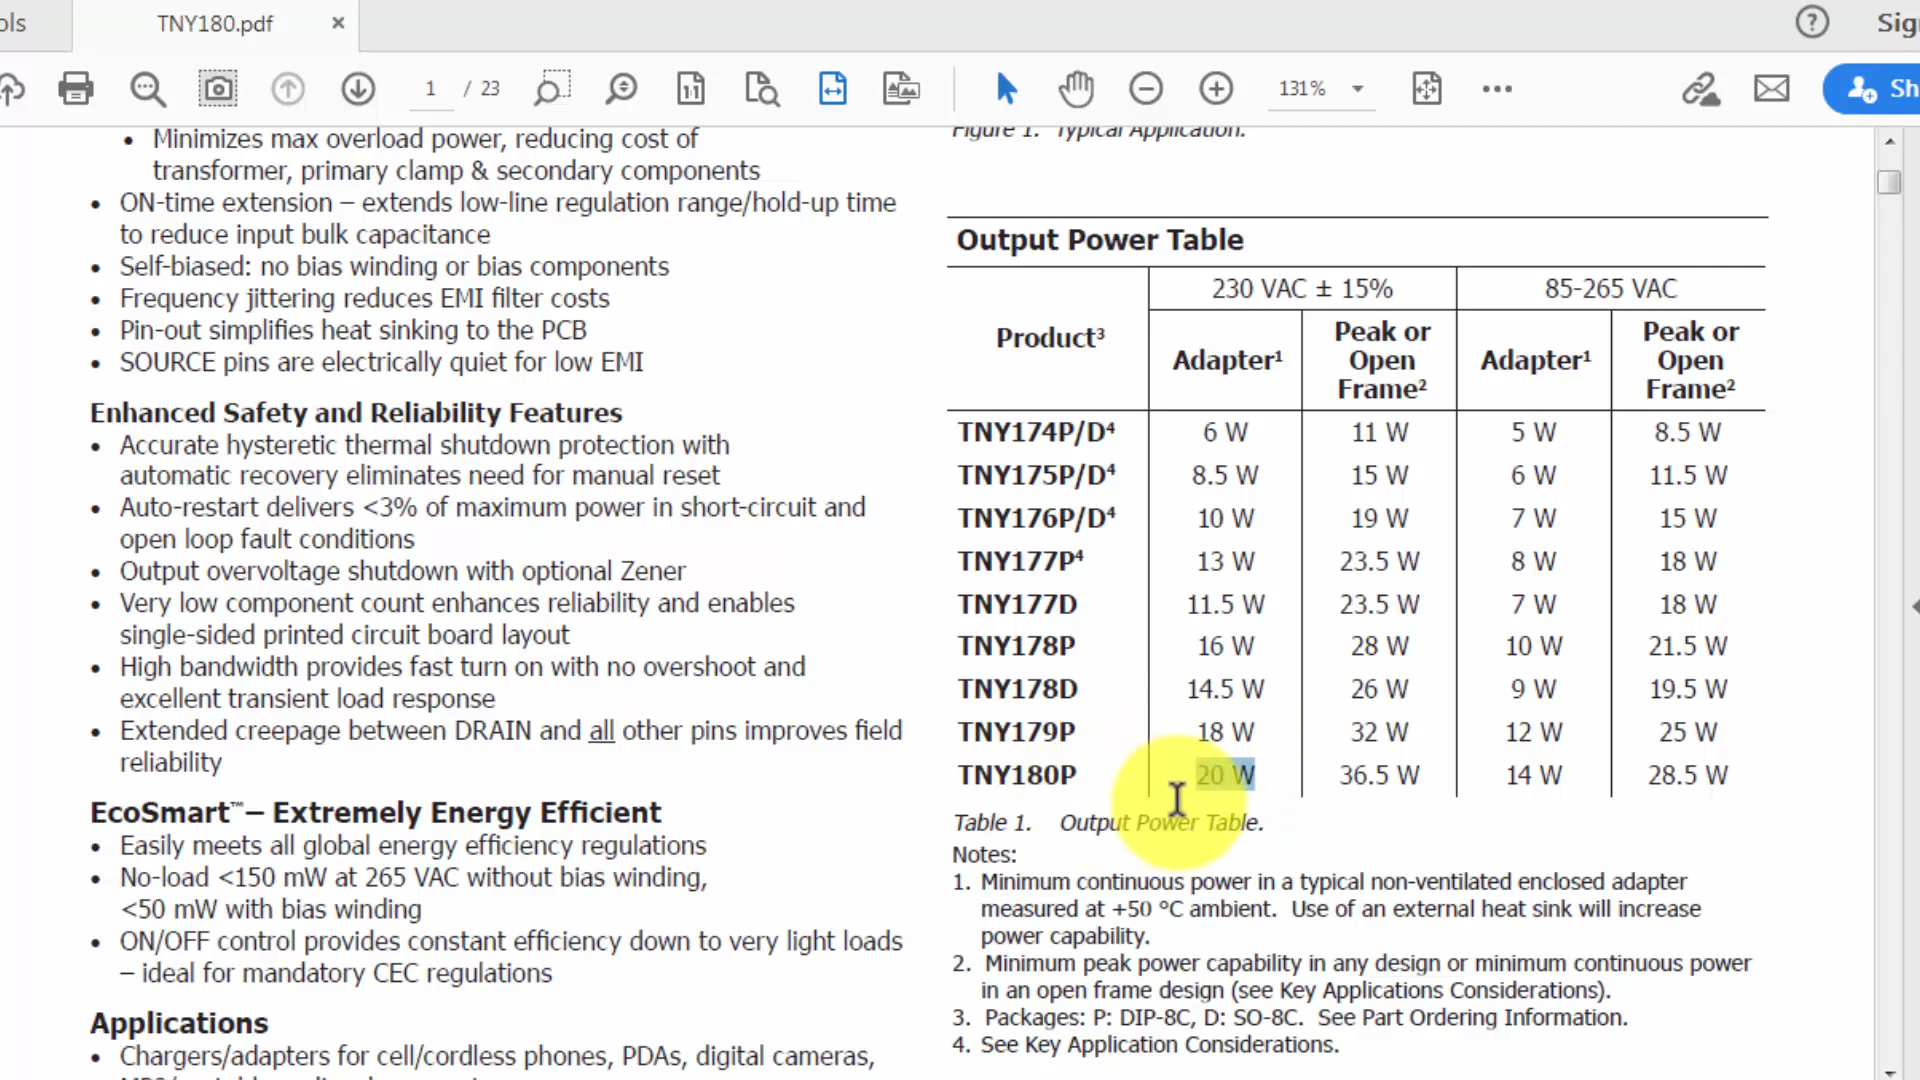 ols
TNY180.pdf
×
?
1 / 23
1:1
131%
Minimizes max overload power, reducing cost of
transformer, primary clamp & secondary components
• ON-time extension – extends low-line regulation range/hold-up time
to reduce input bulk capacitance
• Self-biased: no bias winding or bias components
• Frequency jittering reduces EMI filter costs
• Pin-out simplifies heat sinking to the PCB
• SOURCE pins are electrically quiet for low EMI
Enhanced Safety and Reliability Features
• Accurate hysteretic thermal shutdown protection with
automatic recovery eliminates need for manual reset
• Auto-restart delivers <3% of maximum power in short-circuit and
open loop fault conditions
• Output overvoltage shutdown with optional Zener
• Very low component count enhances reliability and enables
single-sided printed circuit board layout
• High bandwidth provides fast turn on with no overshoot and
excellent transient load response
• Extended creepage between DRAIN and all other pins improves field
reliability
EcoSmart™– Extremely Energy Efficient
• Easily meets all global energy efficiency regulations
• No-load <150 mW at 265 VAC without bias winding,
<50 mW with bias winding
• ON/OFF control provides constant efficiency down to very light loads
– ideal for mandatory CEC regulations
Applications
• Chargers/adapters for cell/cordless phones, PDAs, digital cameras,
Figure 1. Typical Application.
Output Power Table
230 VAC ± 15% 85-265 VAC
Product³ Adapter¹ Peak or Open Frame² Adapter¹ Peak or Open Frame²
TNY174P/D⁴ 6 W 11 W 5 W 8.5 W
TNY175P/D⁴ 8.5 W 15 W 6 W 11.5 W
TNY176P/D⁴ 10 W 19 W 7 W 15 W
TNY177P⁴ 13 W 23.5 W 8 W 18 W
TNY177D 11.5 W 23.5 W 7 W 18 W
TNY178P 16 W 28 W 10 W 21.5 W
TNY178D 14.5 W 26 W 9 W 19.5 W
TNY179P 18 W 32 W 12 W 25 W
TNY180P 20 W 36.5 W 14 W 28.5 W
Table 1. Output Power Table.
Notes:
1. Minimum continuous power in a typical non-ventilated enclosed adapter
measured at +50 °C ambient. Use of an external heat sink will increase
power capability.
2. Minimum peak power capability in any design or minimum continuous power
in an open frame design (see Key Applications Considerations).
3. Packages: P: DIP-8C, D: SO-8C. See Part Ordering Information.
4. See Key Application Considerations.